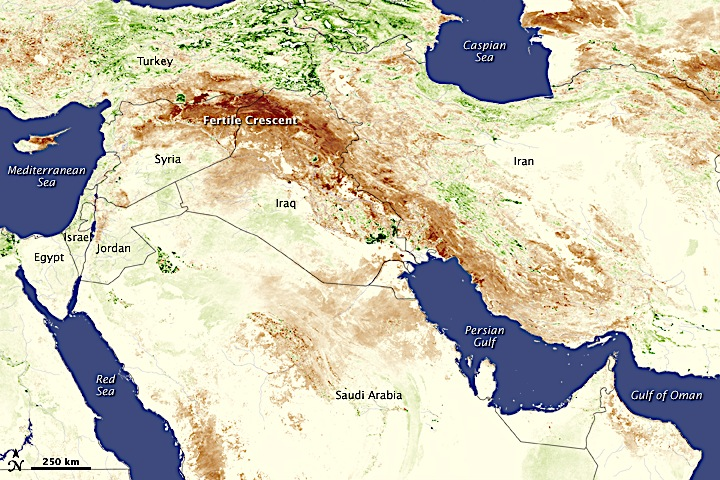 Caspian
Sea
Turkey
Fertile Crescent
Syria
Iran
Mediterranean
Sea
Iraq
Israel
Jordan
Egypt
Persian
Gulf
Red
Sea
Saudi Arabia
Gulf of Oman
N
250 km